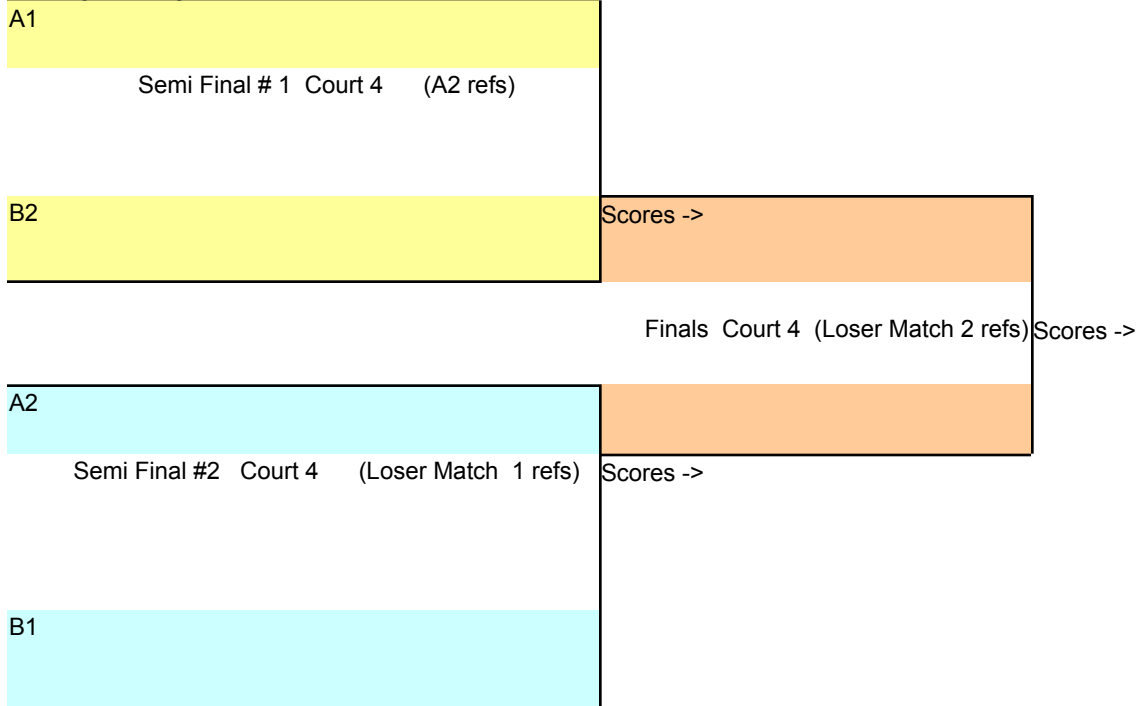 A1
Semi Final # 1 Court 4 (A2 refs)
B2
Scores ->
Finals Court 4 (Loser Match 2 refs)
Scores ->
A2
Semi Final #2 Court 4 (Loser Match 1 refs)
Scores ->
B1